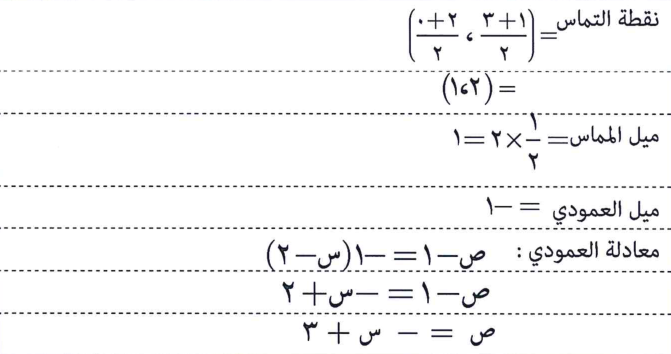 نقطة التماس = (٣+١/٢ ، ٢+٠/٢)
= (٢،١)
ميل المماس = ١/٢ × ٢ = ١
ميل العمودي = −١
معادلة العمودي : ص−١ = −١(س−٢)
ص−١ = −س+٢
ص = − س + ٣